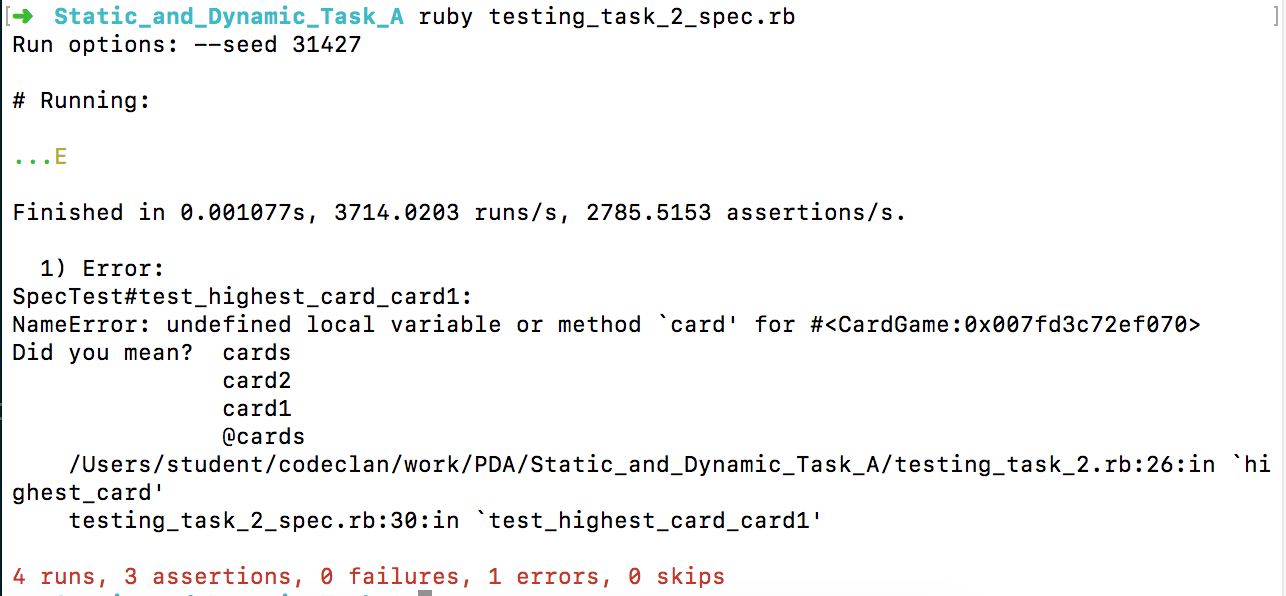 [➜ Static_and_Dynamic_Task_A ruby testing_task_2_spec.rb ]
Run options: --seed 31427
# Running:
...E
Finished in 0.001077s, 3714.0203 runs/s, 2785.5153 assertions/s.
1) Error:
SpecTest#test_highest_card_card1:
NameError: undefined local variable or method `card' for #<CardGame:0x007fd3c72ef070>
Did you mean?  cards
card2
card1
@cards
/Users/student/codeclan/work/PDA/Static_and_Dynamic_Task_A/testing_task_2.rb:26:in `hi
ghest_card'
testing_task_2_spec.rb:30:in `test_highest_card_card1'
4 runs, 3 assertions, 0 failures, 1 errors, 0 skips